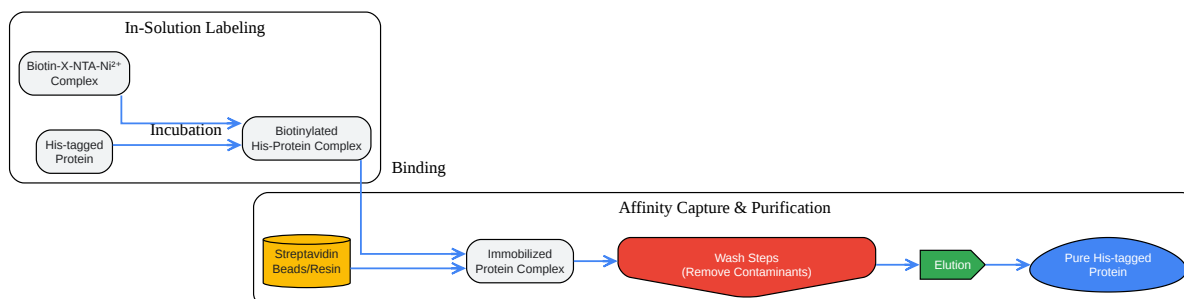 In-Solution Labeling
Biotin-X-NTA-Ni²⁺
Complex
Incubation
His-tagged
Protein
Biotinylated
His-Protein Complex
Binding
Affinity Capture & Purification
Streptavidin
Beads/Resin
Immobilized
Protein Complex
Wash Steps
(Remove Contaminants)
Elution
Pure His-tagged
Protein